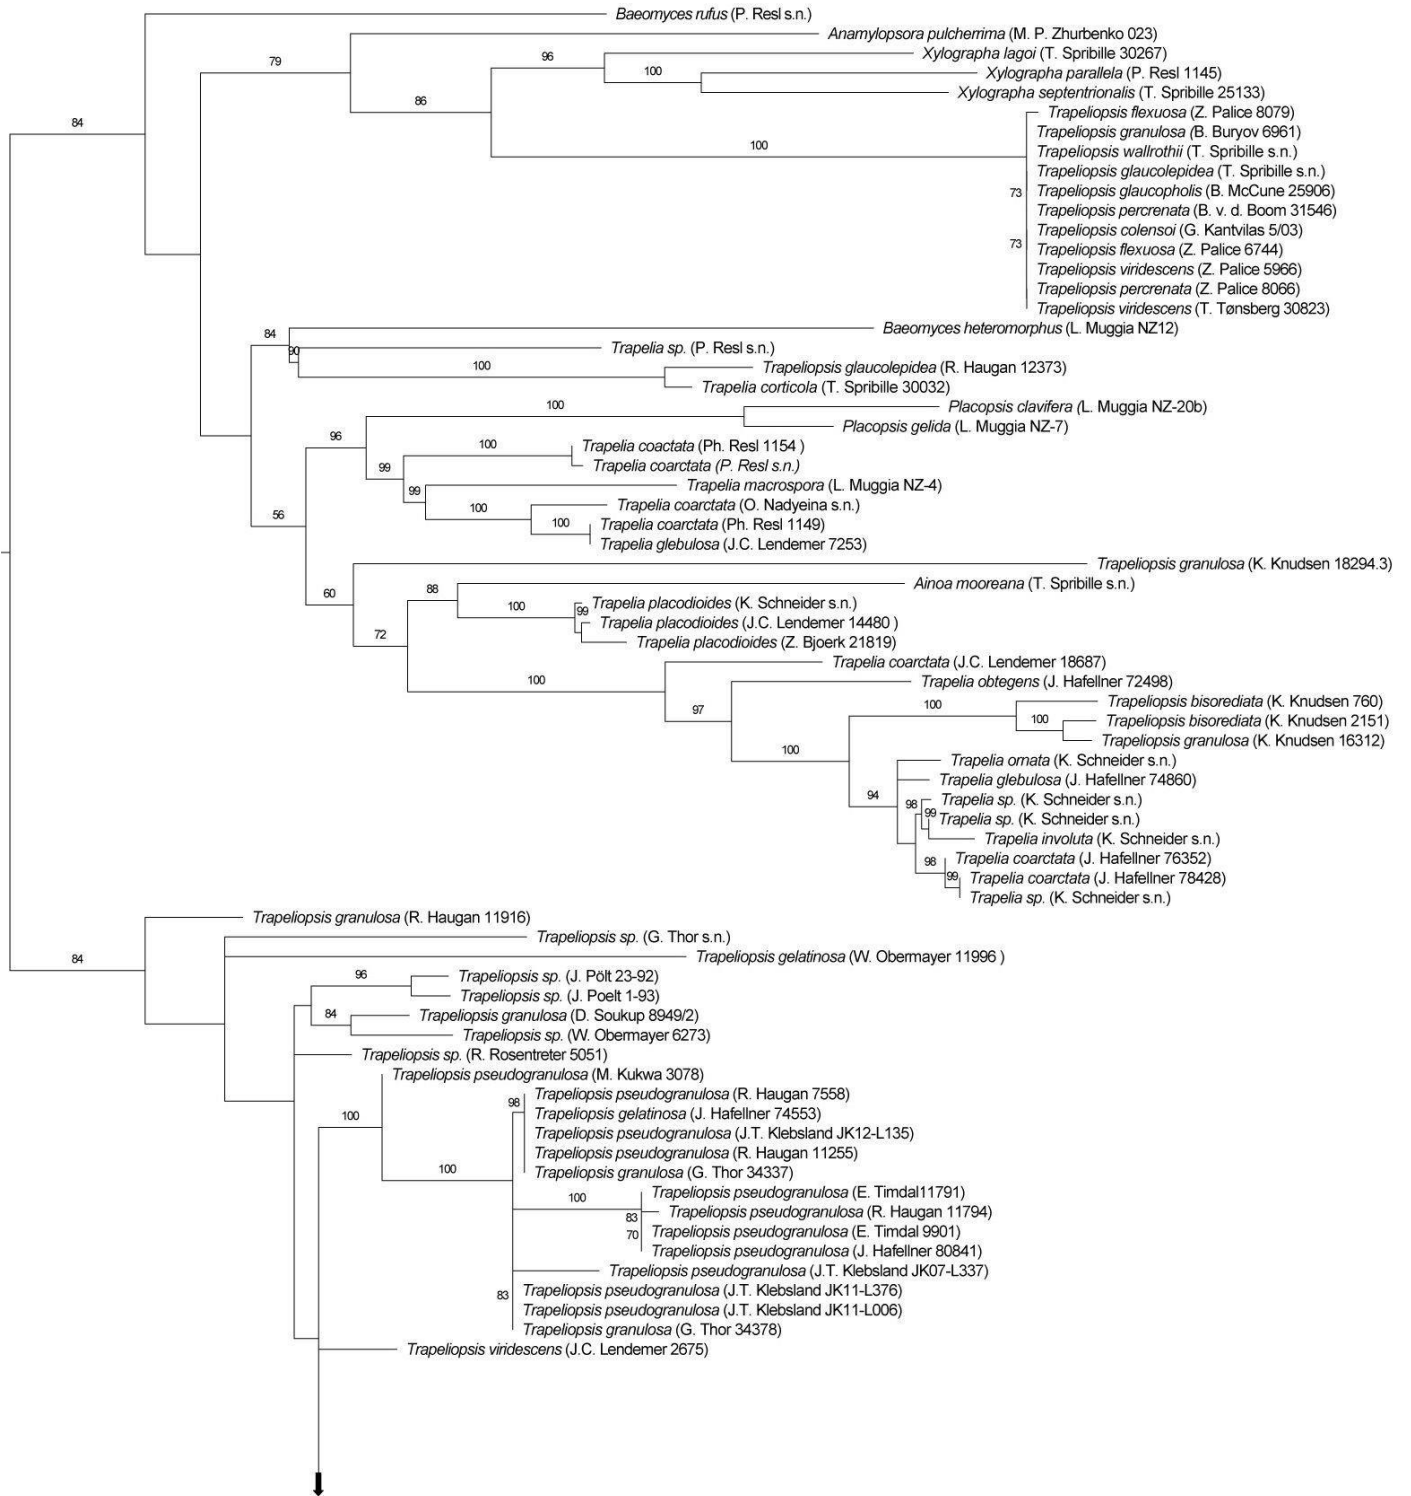 Baeomyces rufus (P. Resl s.n.)
Anamylopsora pulcherrima (M. P. Zhurbenko 023)
79
96
Xylographa lagoi (T. Spribille 30267)
100
Xylographa parallela (P. Resl 1145)
86
Xylographa septentrionalis (T. Spribille 25133)
84
Trapeliopsis flexuosa (Z. Palice 8079)
Trapeliopsis granulosa (B. Buryov 6961)
100
Trapeliopsis wallrothii (T. Spribille s.n.)
Trapeliopsis glaucolepidea (T. Spribille s.n.)
73
Trapeliopsis glaucopholis (B. McCune 25906)
Trapeliopsis percrenata (B. v. d. Boom 31546)
Trapeliopsis colensoi (G. Kantvilas 5/03)
73
Trapeliopsis flexuosa (Z. Palice 6744)
Trapeliopsis viridescens (Z. Palice 5966)
Trapeliopsis percrenata (Z. Palice 8066)
Trapeliopsis viridescens (T. Tønsberg 30823)
84
Baeomyces heteromorphus (L. Muggia NZ12)
90
Trapelia sp. (P. Resl s.n.)
100
Trapeliopsis glaucolepidea (R. Haugan 12373)
Trapelia corticola (T. Spribille 30032)
100
Placopsis clavifera (L. Muggia NZ-20b)
Placopsis gelida (L. Muggia NZ-7)
96
100
Trapelia coactata (Ph. Resl 1154 )
99
Trapelia coarctata (P. Resl s.n.)
99
Trapelia macrospora (L. Muggia NZ-4)
56
100
Trapelia coarctata (O. Nadyeina s.n.)
100
Trapelia coarctata (Ph. Resl 1149)
Trapelia glebulosa (J.C. Lendemer 7253)
Trapeliopsis granulosa (K. Knudsen 18294.3)
60
88
Ainoa mooreana (T. Spribille s.n.)
100
99
Trapelia placodioides (K. Schneider s.n.)
Trapelia placodioides (J.C. Lendemer 14480 )
72
Trapelia placodioides (Z. Bjoerk 21819)
Trapelia coarctata (J.C. Lendemer 18687)
100
Trapelia obtegens (J. Hafellner 72498)
97
100
Trapeliopsis bisorediata (K. Knudsen 760)
100
Trapeliopsis bisorediata (K. Knudsen 2151)
Trapeliopsis granulosa (K. Knudsen 16312)
100
Trapelia ornata (K. Schneider s.n.)
Trapelia glebulosa (J. Hafellner 74860)
94
98
Trapelia sp. (K. Schneider s.n.)
99
Trapelia sp. (K. Schneider s.n.)
Trapelia involuta (K. Schneider s.n.)
98
Trapelia coarctata (J. Hafellner 76352)
99
Trapelia coarctata (J. Hafellner 78428)
Trapelia sp. (K. Schneider s.n.)
Trapeliopsis granulosa (R. Haugan 11916)
Trapeliopsis sp. (G. Thor s.n.)
84
Trapeliopsis gelatinosa (W. Obermayer 11996 )
96
Trapeliopsis sp. (J. Pölt 23-92)
Trapeliopsis sp. (J. Poelt 1-93)
84
Trapeliopsis granulosa (D. Soukup 8949/2)
Trapeliopsis sp. (W. Obermayer 6273)
Trapeliopsis sp. (R. Rosentreter 5051)
Trapeliopsis pseudogranulosa (M. Kukwa 3078)
98
Trapeliopsis pseudogranulosa (R. Haugan 7558)
100
Trapeliopsis gelatinosa (J. Hafellner 74553)
Trapeliopsis pseudogranulosa (J.T. Klebsland JK12-L135)
Trapeliopsis pseudogranulosa (R. Haugan 11255)
100
Trapeliopsis granulosa (G. Thor 34337)
100
Trapeliopsis pseudogranulosa (E. Timdal11791)
83
Trapeliopsis pseudogranulosa (R. Haugan 11794)
70
Trapeliopsis pseudogranulosa (E. Timdal 9901)
Trapeliopsis pseudogranulosa (J. Hafellner 80841)
Trapeliopsis pseudogranulosa (J.T. Klebsland JK07-L337)
83
Trapeliopsis pseudogranulosa (J.T. Klebsland JK11-L376)
Trapeliopsis pseudogranulosa (J.T. Klebsland JK11-L006)
Trapeliopsis granulosa (G. Thor 34378)
Trapeliopsis viridescens (J.C. Lendemer 2675)